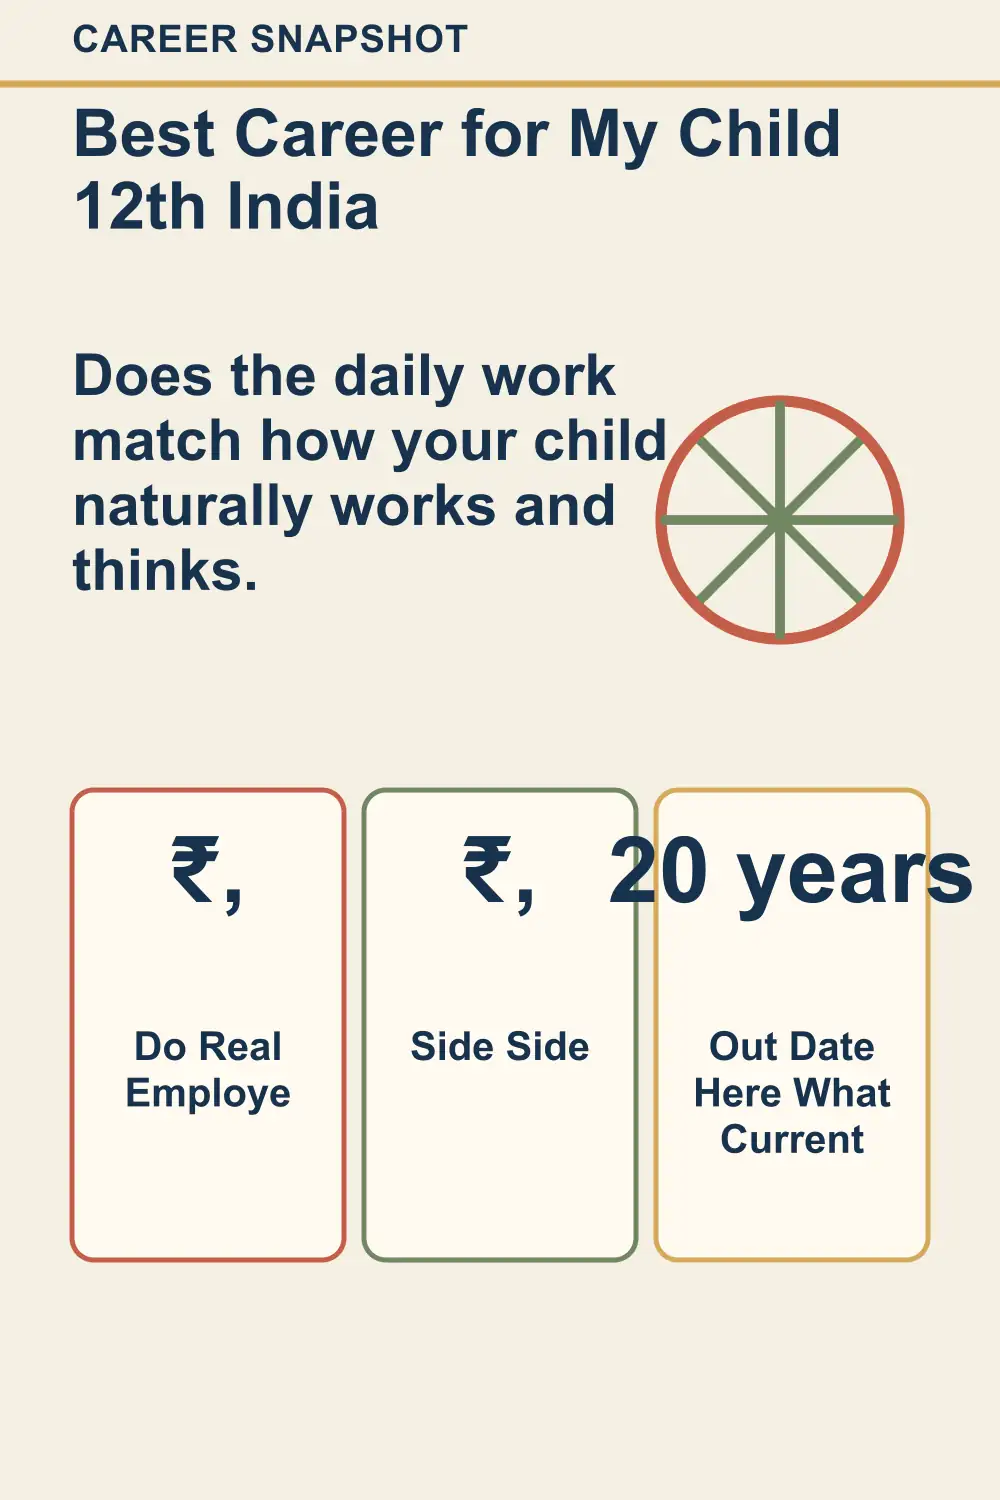 CAREER SNAPSHOT
Best Career for My Child
12th India
Does the daily work
match how your child
naturally works and
thinks.
₹,
Do Real
Employe
₹,
Side Side
20 years
Out Date
Here What
Current